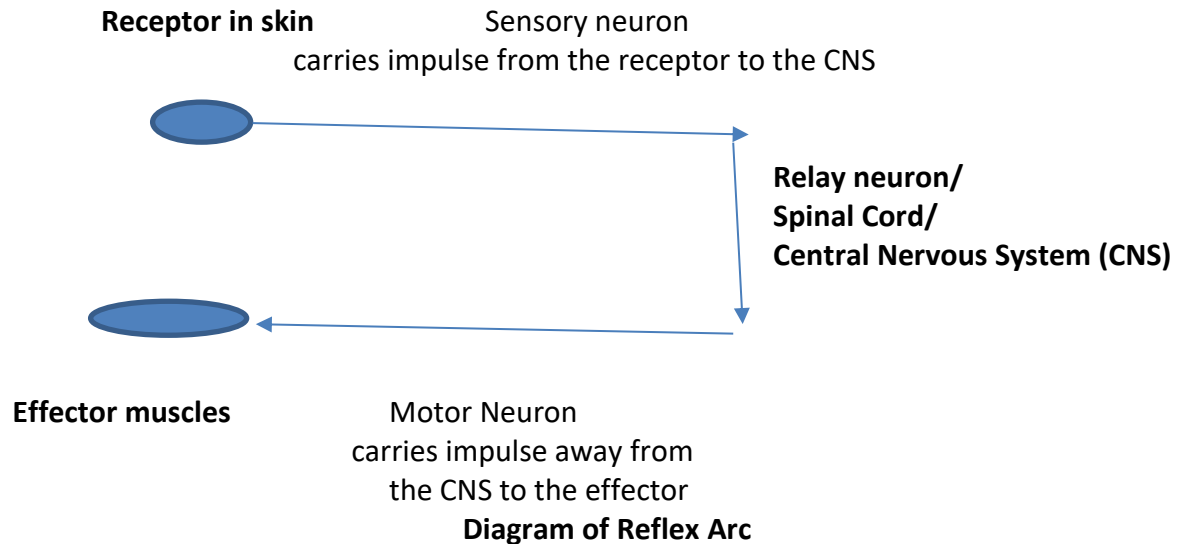 Receptor in skin Sensory neuron
carries impulse from the receptor to the CNS
Relay neuron/
Spinal Cord/
Central Nervous System (CNS)
Effector muscles Motor Neuron
carries impulse away from
the CNS to the effector
Diagram of Reflex Arc